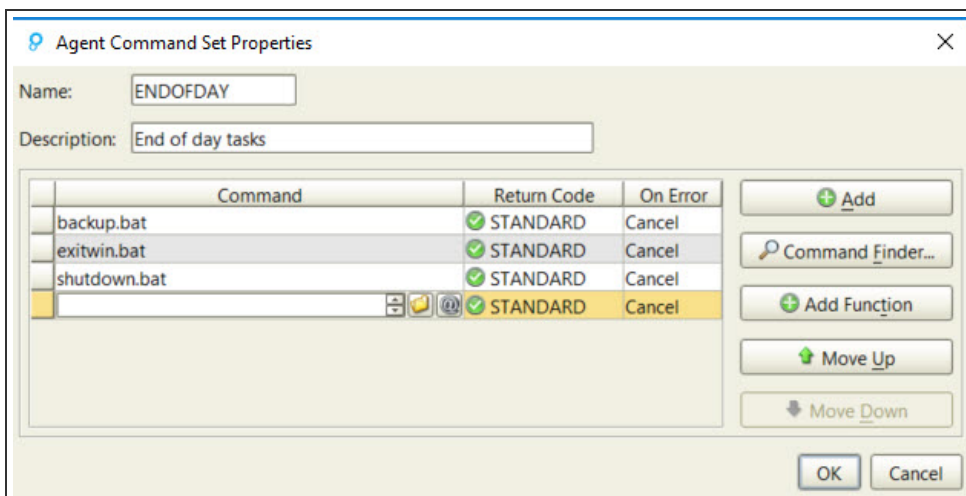 Agent Command Set Properties
Name: ENDOFDAY
Description: End of day tasks
Command Return Code On Error
backup.bat STANDARD Cancel
exitwin.bat STANDARD Cancel
shutdown.bat STANDARD Cancel
@ STANDARD Cancel
Add
Command Finder...
Add Function
Move Up
Move Down
OK Cancel